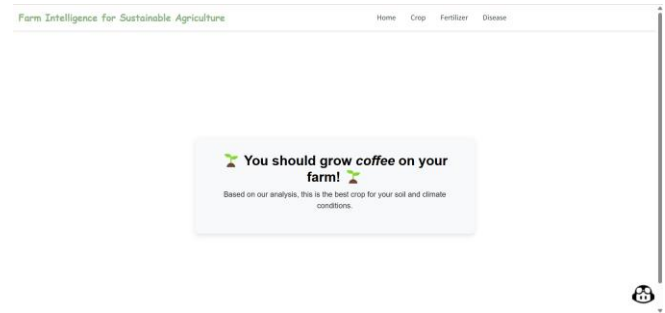 Farm Intelligence for Sustainable Agriculture
Home Crop Fertilizer Disease
🌱 You should grow coffee on your
farm! 🌱
Based on our analysis, this is the best crop for your soil and climate
conditions.